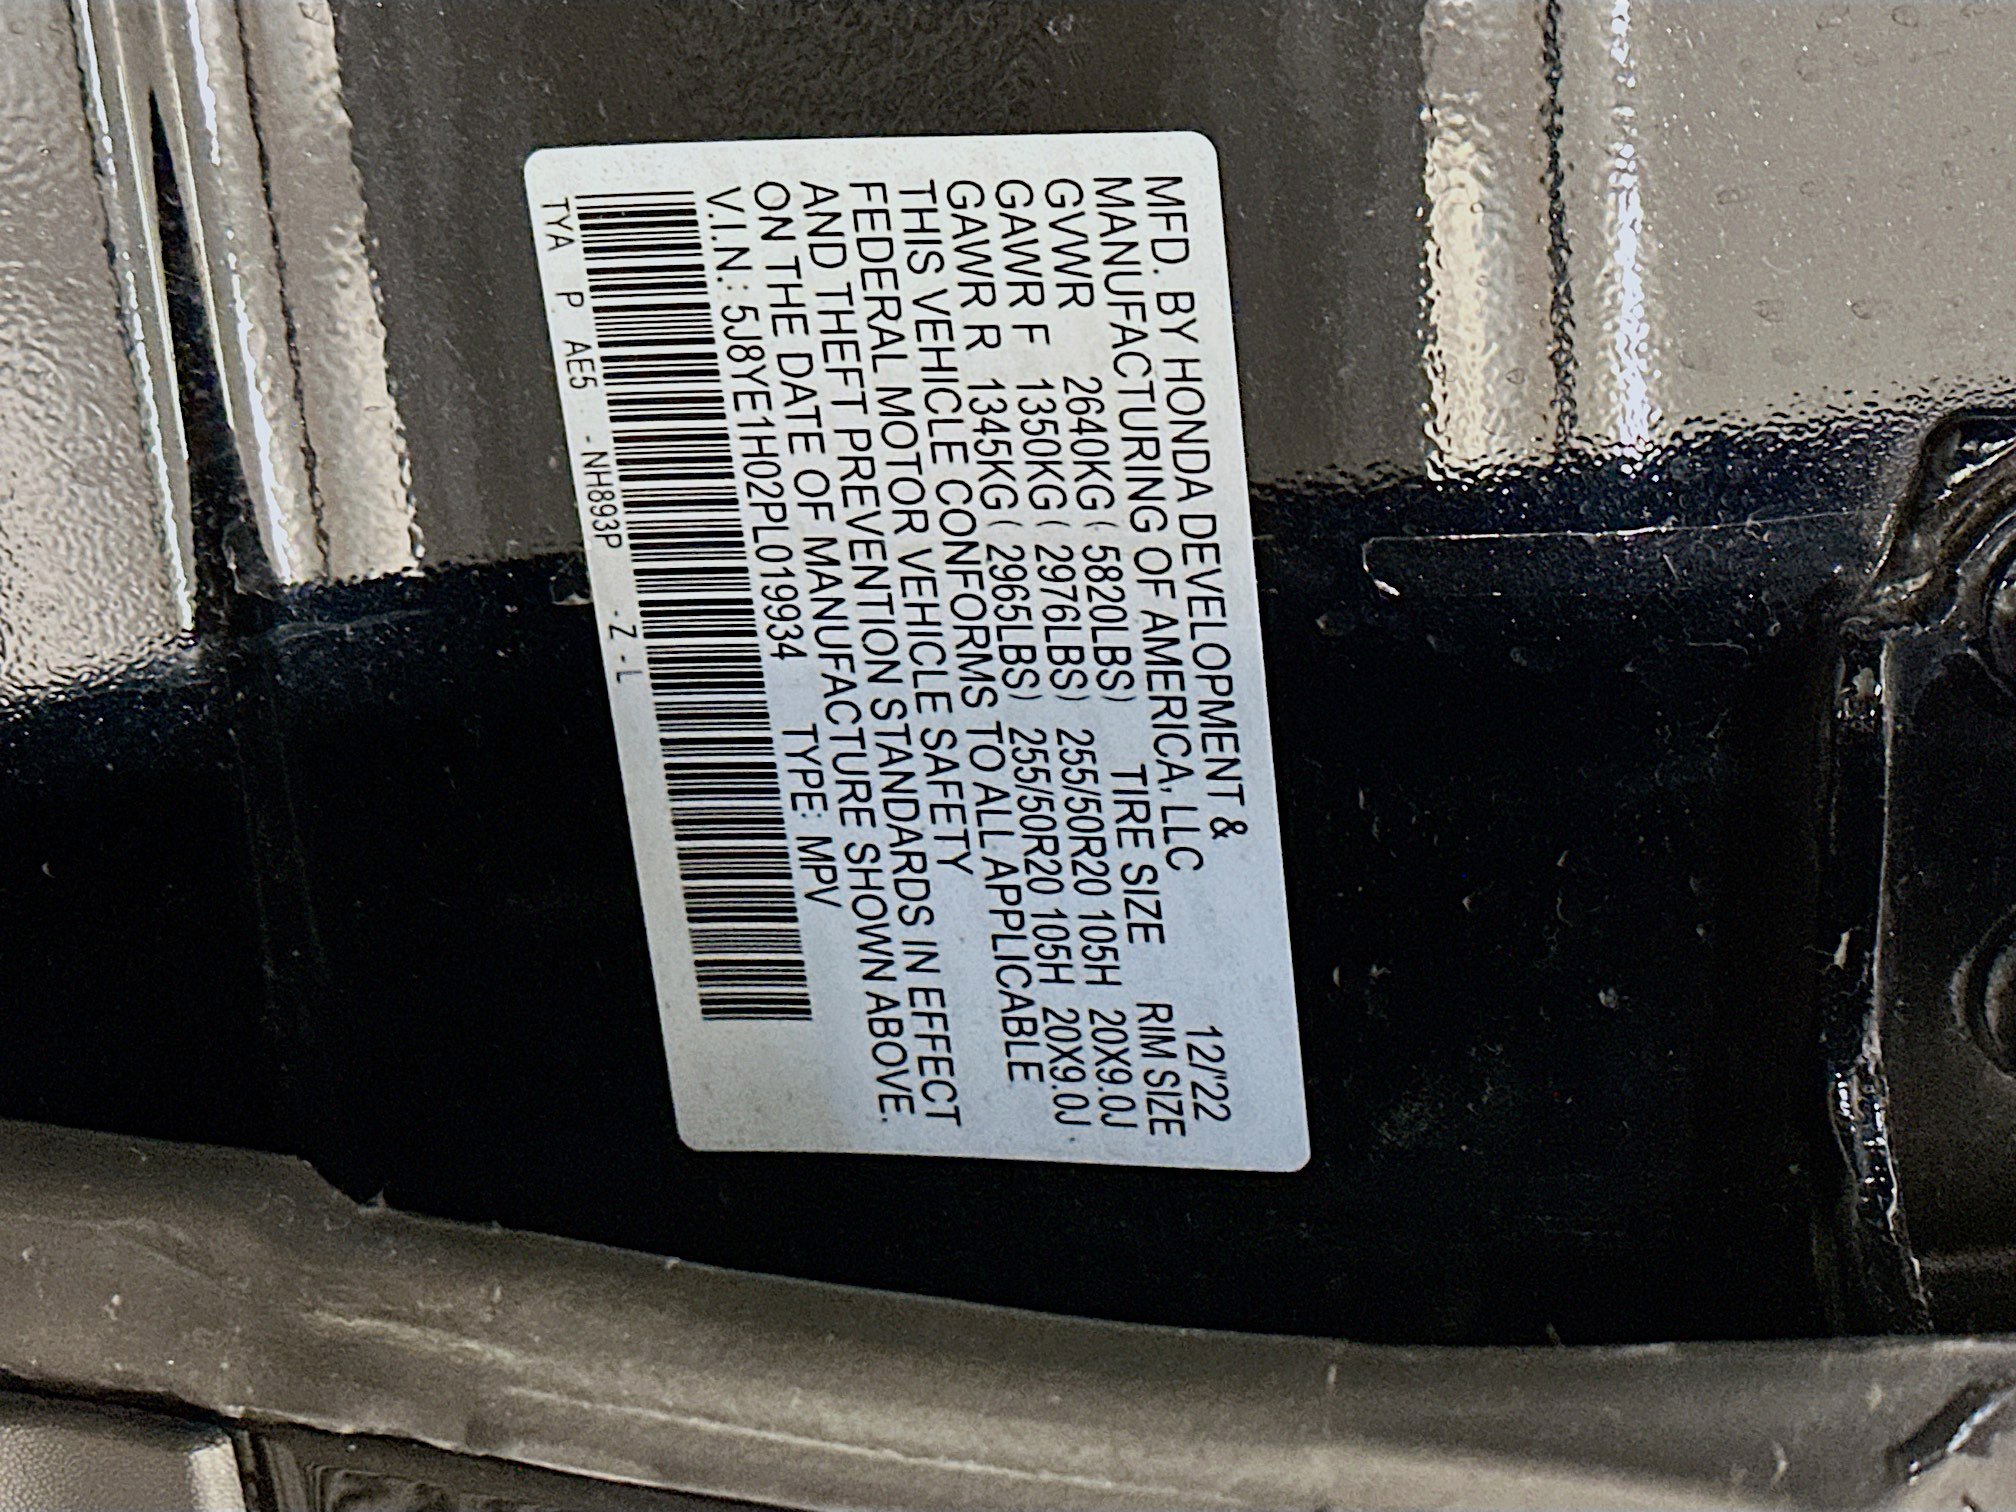 MFD. BY HONDA DEVELOPMENT &
MANUFACTURING OF AMERICA, LLC 12/'22
GVWR 2640KG ( 5820LBS) TIRE SIZE RIM SIZE
GAWR F 1350KG ( 2976LBS) 255/50R20 105H 20X9.0J
GAWR R 1345KG ( 2965LBS) 255/50R20 105H 20X9.0J
THIS VEHICLE CONFORMS TO ALL APPLICABLE
FEDERAL MOTOR VEHICLE SAFETY
AND THEFT PREVENTION STANDARDS IN EFFECT
ON THE DATE OF MANUFACTURE SHOWN ABOVE.
V.I.N.: 5J8YE1H02PL019934 TYPE: MPV
TYA P AE5 - NH893P - Z - L